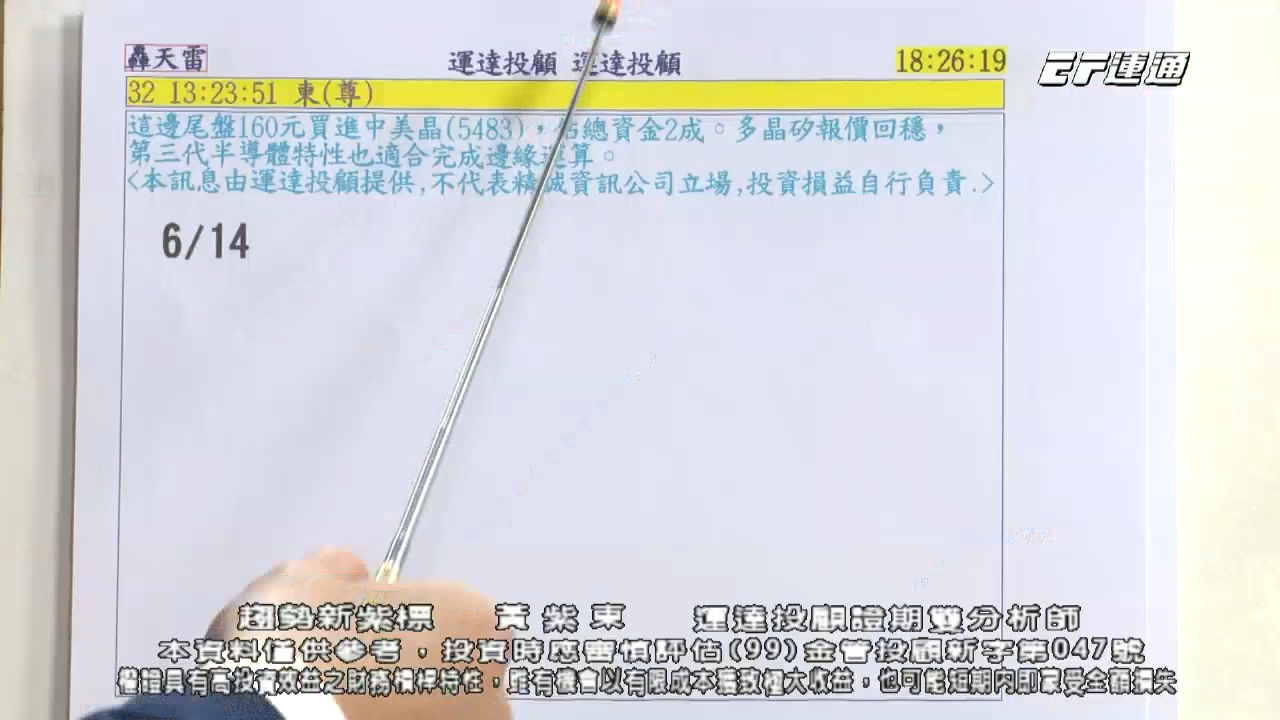 轟天雷 運達投顧 運達投顧 18:26:19
EF運通
32 13:23:51 東(尊)
這邊尾盤160元買進中美晶(5483)，佔總資金2成。多晶矽報價回穩，
第三代半導體特性也適合完成邊緣運算。
<本訊息由運達投顧提供,不代表精誠資訊公司立場,投資損益自行負責.>
6/14
趨勢新紫標 黃紫東 運達投顧證期雙分析師
本資料僅供參考，投資時應審慎評估(99)金管投顧新字第047號
權證具有高投資效益之財務槓桿特性，雖有機會以有限成本獲致極大收益，也可能短期內即蒙受全額損失